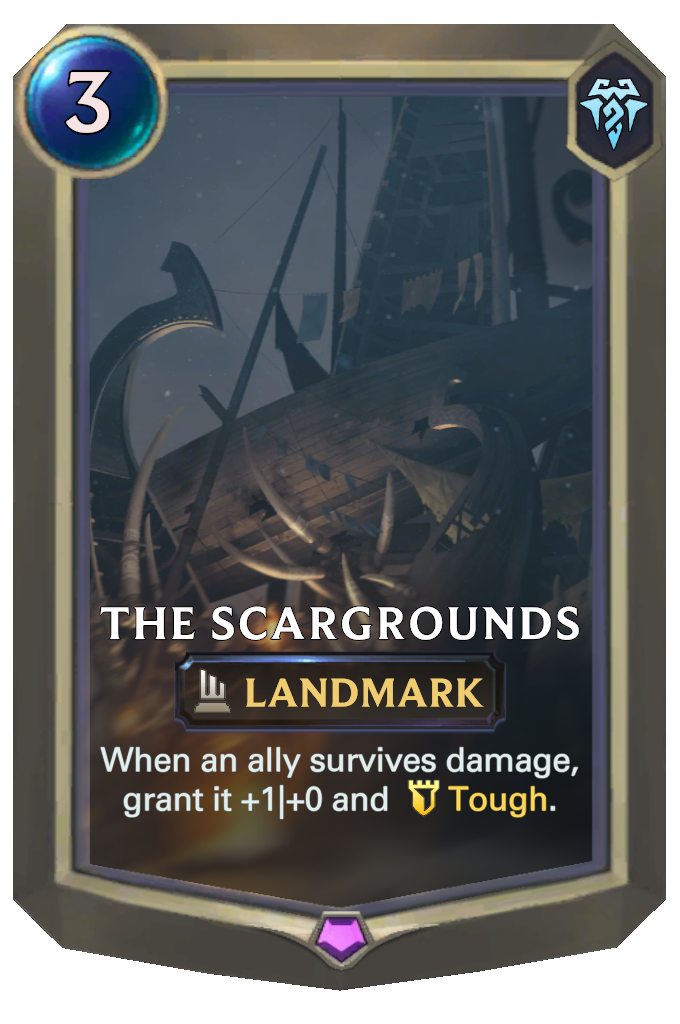 3
THE SCARGROUNDS
LANDMARK
When an ally survives damage,
grant it +1|+0 and Tough.